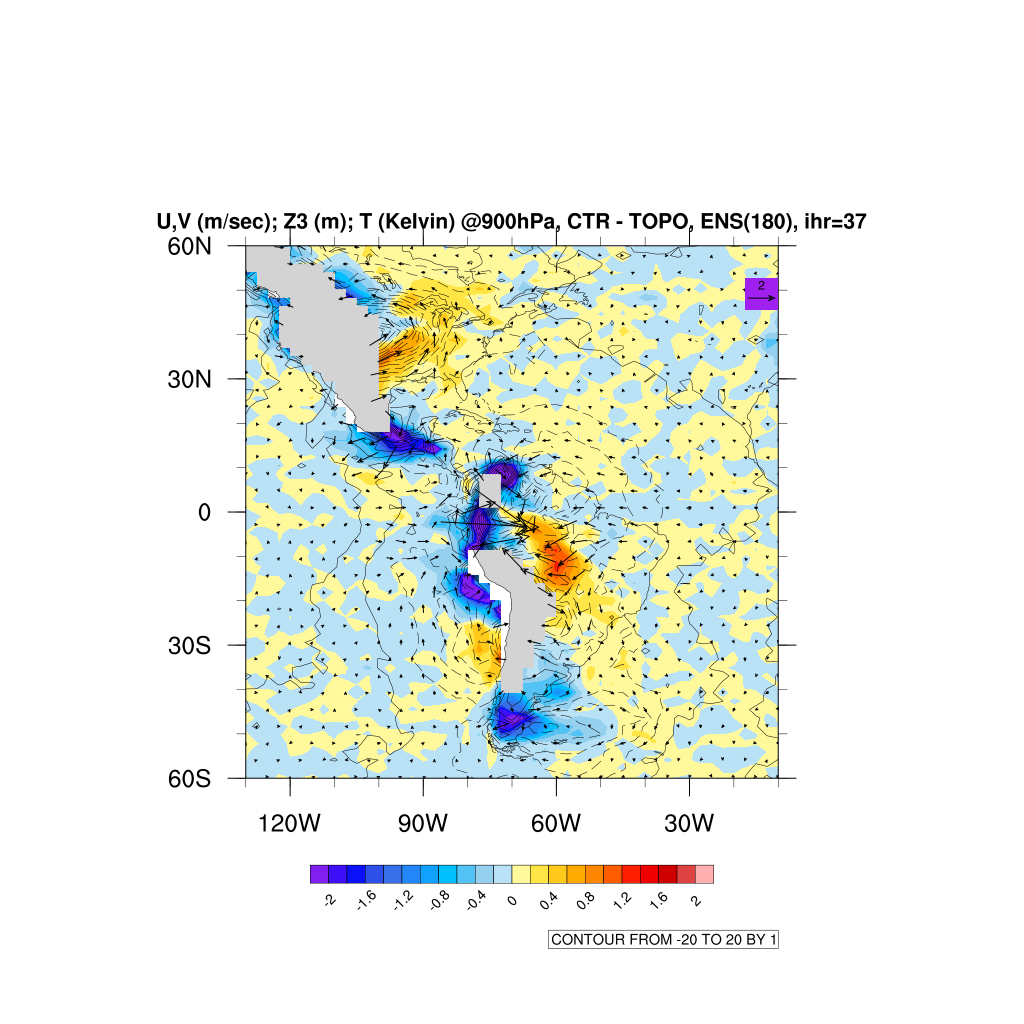 U,V (m/sec); Z3 (m); T (Kelvin) @900hPa, CTR - TOPO, ENS(180), ihr=37
60N
2
30N
0
30S
60S
120W 90W 60W 30W
-2 -1.6 -1.2 -0.8 -0.4 0 0.4 0.8 1.2 1.6 2
CONTOUR FROM -20 TO 20 BY 1